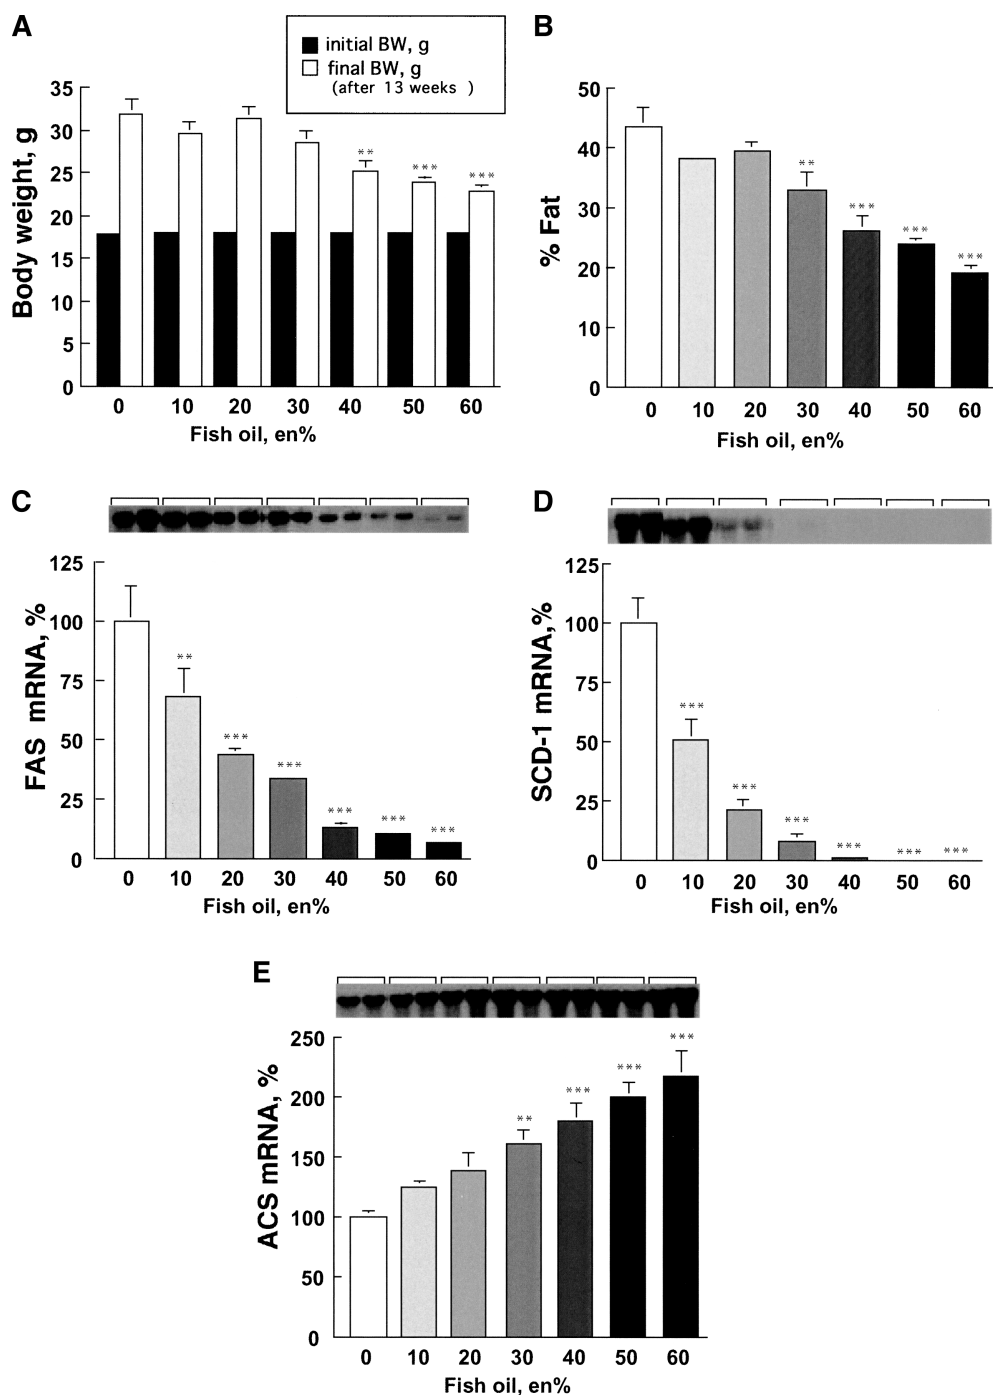 A
initial BW, g
final BW, g
(after 13 weeks )
Body weight, g
35
30
25
20
15
10
5
0
**
***
***
0 10 20 30 40 50 60
Fish oil, en%
B
% Fat
50
40
30
20
10
0
**
***
***
***
0 10 20 30 40 50 60
Fish oil, en%
C
FAS mRNA, %
125
100
75
50
25
0
**
***
***
***
***
***
0 10 20 30 40 50 60
Fish oil, en%
D
SCD-1 mRNA,%
125
100
75
50
25
0
***
***
***
***
***
***
0 10 20 30 40 50 60
Fish oil, en%
E
ACS mRNA, %
250
200
150
100
50
0
**
***
***
***
0 10 20 30 40 50 60
Fish oil, en%